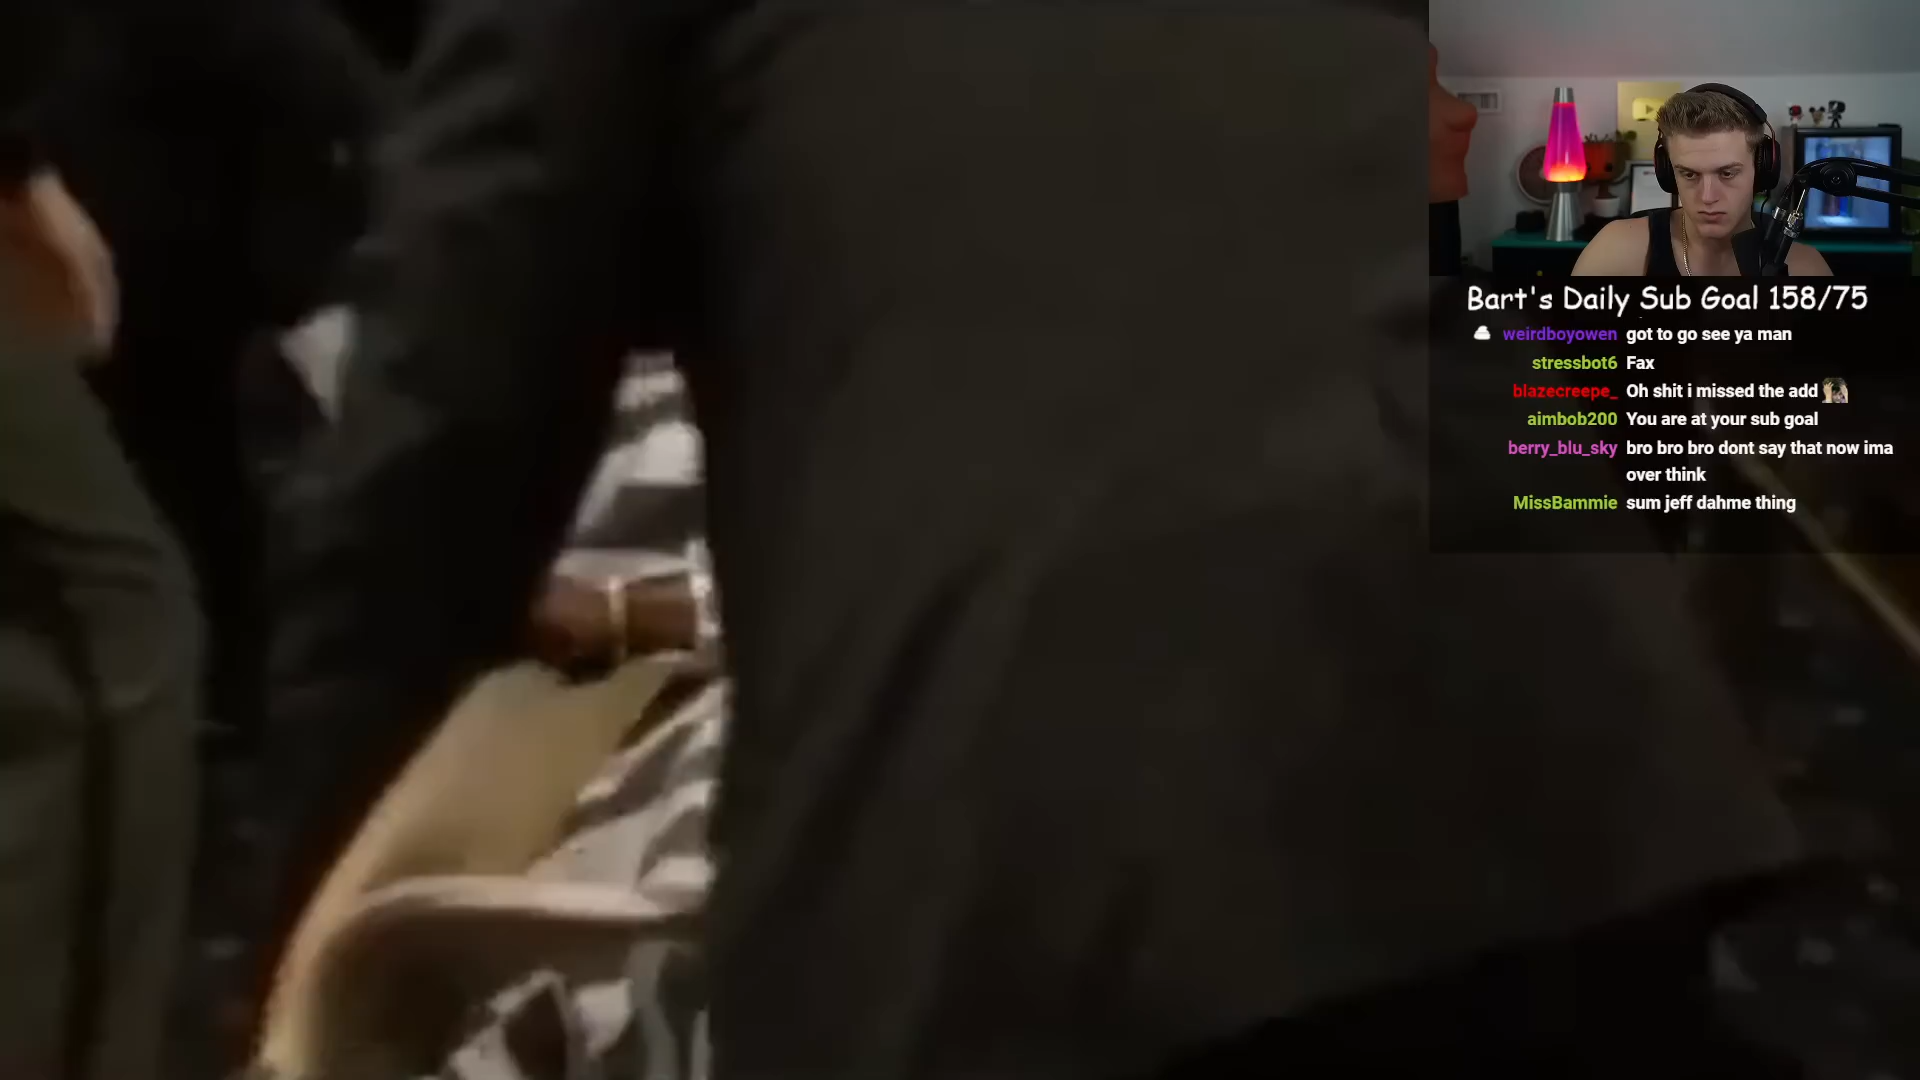 Bart's Daily Sub Goal 158/75
weirdboyowen got to go see ya man
stressbot6 Fax
blazecreepe_ Oh shit i missed the add
aimbob200 You are at your sub goal
berry_blu_sky bro bro bro dont say that now ima
over think
MissBammie sum jeff dahme thing